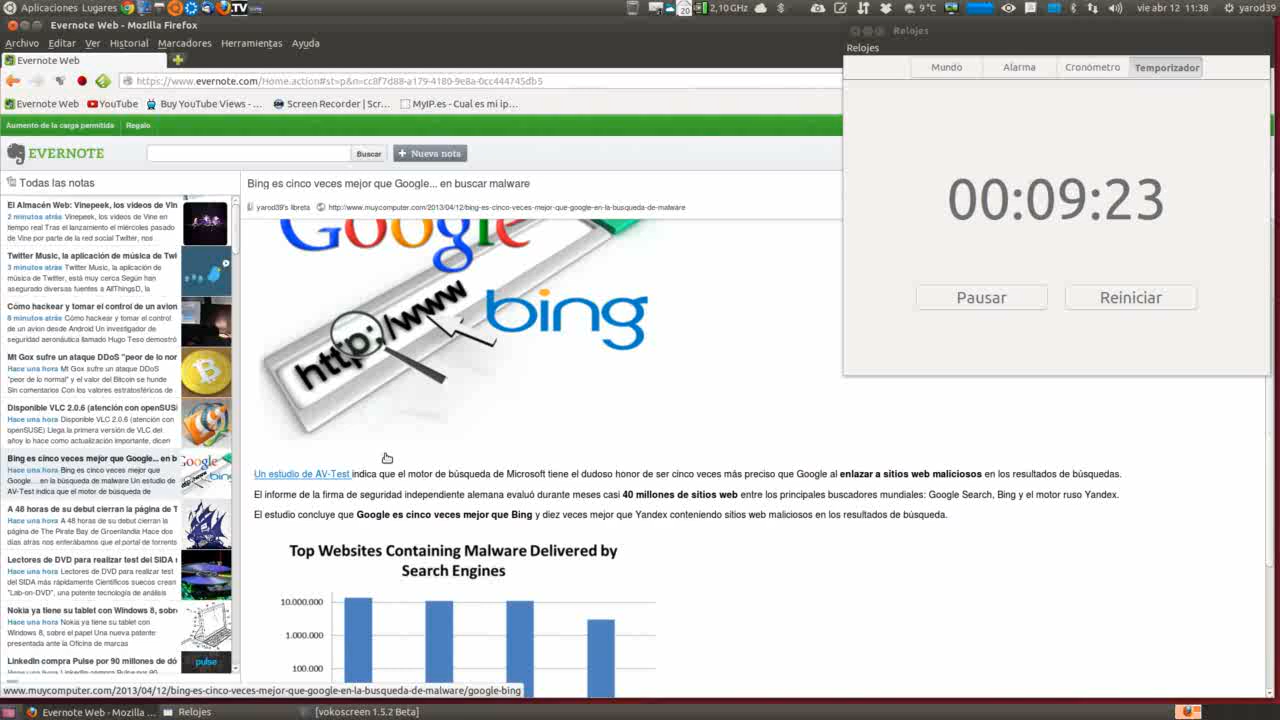 Aplicaciones Lugares
TV
20
2,10 GHz
9°C
vie abr 12 11:38
yarod39
Evernote Web - Mozilla Firefox
Archivo Editar Ver Historial Marcadores Herramientas Ayuda
Evernote Web
https://www.evernote.com/Home.action#st=p&n=cc8f7d88-a179-4180-9e8a-0cc444745db5
Evernote Web YouTube Buy YouTube Views - ... Screen Recorder | Scr... MyIP.es - Cual es mi ip...
Aumento de la carga permitida Regalo
EVERNOTE
Buscar
+ Nueva nota
Todas las notas
El Almacén Web: Vinepeek, los videos de Vin
2 minutos atrás Vinepeek, los videos de Vine en
tiempo real Tras el lanzamiento el miércoles pasado
de Vine por parte de la red social Twitter, nos
Twitter Music, la aplicación de música de Twi
3 minutos atrás Twitter Music, la aplicación de
música de Twitter, está muy cerca Según han
asegurado diversas fuentes a AllThingsD, la
Cómo hackear y tomar el control de un avion
8 minutos atrás Cómo hackear y tomar el control
de un avion desde Android Un investigador de
seguridad aeronáutica llamado Hugo Teso demostró
Mt Gox sufre un ataque DDoS "peor de lo nor
Hace una hora Mt Gox sufre un ataque DDoS
"peor de lo normal" y el valor del Bitcoin se hunde
Sin comentarios Con los valores estratosféricos de
Disponible VLC 2.0.6 (atención con openSUSI
Hace una hora Disponible VLC 2.0.6 (atención con
openSUSE) Llega la primera versión de VLC del
año y lo hace como actualización importante, dicen
Bing es cinco veces mejor que Google... en b
Hace una hora Bing es cinco veces mejor que
Google....en la búsqueda de malware Un estudio de
AV-Test indica que el motor de búsqueda de
A 48 horas de su debut cierran la página de T
Hace una hora A 48 horas de su debut cierran la
página de The Pirate Bay de Groenlandia Hace dos
días atrás nos enterábamos que el portal de torrents
Lectores de DVD para realizar test del SIDA
Hace una hora Lectores de DVD para realizar test
del SIDA más rápidamente Científicos suecos crean
"Lab-on-DVD", una potente tecnología de análisis
Nokia ya tiene su tablet con Windows 8, sobr
Hace una hora Nokia ya tiene su tablet con
Windows 8, sobre el papel Una nueva patente
presentada ante la Oficina de marcas
LinkedIn compra Pulse por 90 millones de dó
pulse
Bing es cinco veces mejor que Google... en buscar malware
yarod39's libreta http://www.muycomputer.com/2013/04/12/bing-es-cinco-veces-mejor-que-google-en-la-busqueda-de-malware
Google
http:/www
bing
Un estudio de AV-Test indica que el motor de búsqueda de Microsoft tiene el dudoso honor de ser cinco veces más preciso que Google al enlazar a sitios web maliciosos en los resultados de búsquedas.
El informe de la firma de seguridad independiente alemana evaluó durante meses casi 40 millones de sitios web entre los principales buscadores mundiales: Google Search, Bing y el motor ruso Yandex.
El estudio concluye que Google es cinco veces mejor que Bing y diez veces mejor que Yandex conteniendo sitios web maliciosos en los resultados de búsqueda.
Top Websites Containing Malware Delivered by
Search Engines
10.000.000
1.000.000
100.000
www.muycomputer.com/2013/04/12/bing-es-cinco-veces-mejor-que-google-en-la-busqueda-de-malware/google-bing
Relojes
Relojes
Mundo Alarma Cronómetro Temporizador
00:09:23
Pausar Reiniciar
Evernote Web - Mozilla ... Relojes [vokoscreen 1.5.2 Beta]